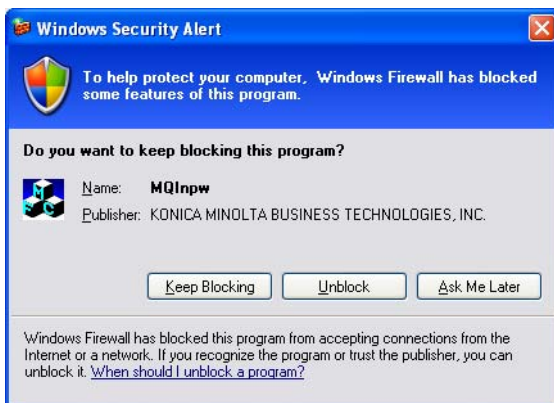 Windows Security Alert
To help protect your computer, Windows Firewall has blocked
some features of this program.
Do you want to keep blocking this program?
Name: MQInpw
Publisher: KONICA MINOLTA BUSINESS TECHNOLOGIES, INC.
Keep Blocking Unblock Ask Me Later
Windows Firewall has blocked this program from accepting connections from the
Internet or a network. If you recognize the program or trust the publisher, you can
unblock it. When should I unblock a program?